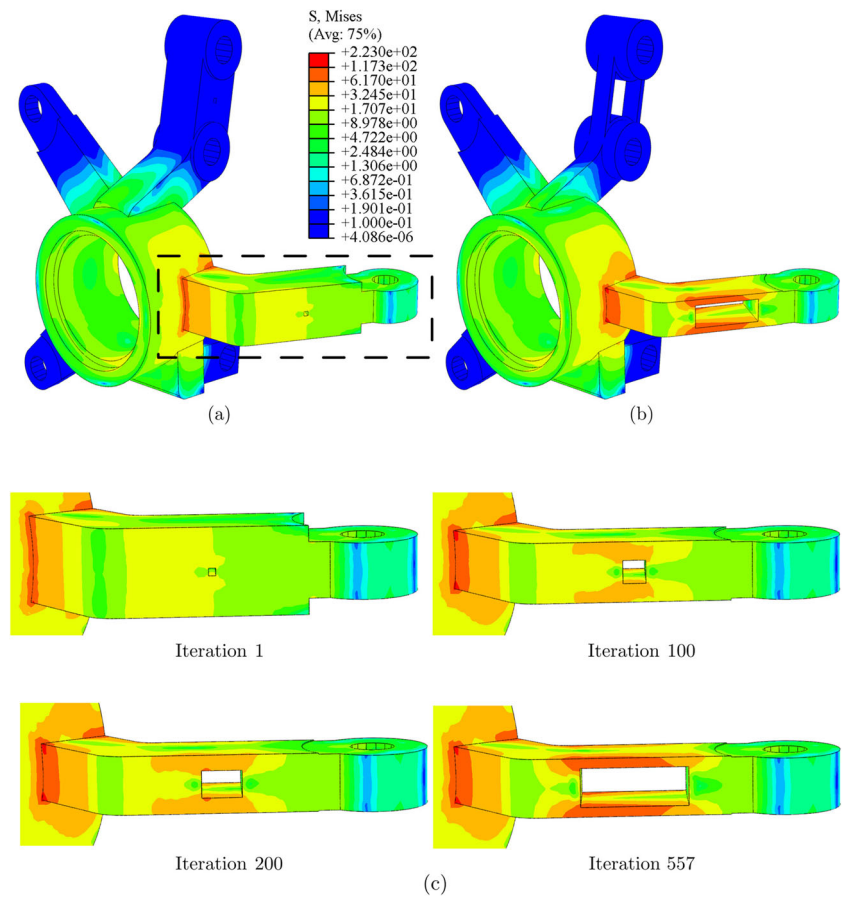 S, Mises
(Avg: 75%)
+2.230e+02
+1.173e+02
+6.170e+01
+3.245e+01
+1.707e+01
+8.978e+00
+4.722e+00
+2.484e+00
+1.306e+00
+6.872e-01
+3.615e-01
+1.901e-01
+1.000e-01
+4.086e-06
(a)
(b)
Iteration 1
Iteration 100
Iteration 200
Iteration 557
(c)